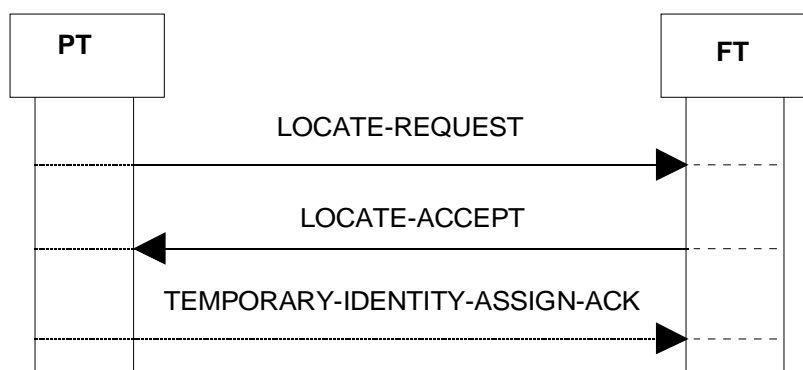 PT
FT
LOCATE-REQUEST
LOCATE-ACCEPT
TEMPORARY-IDENTITY-ASSIGN-ACK